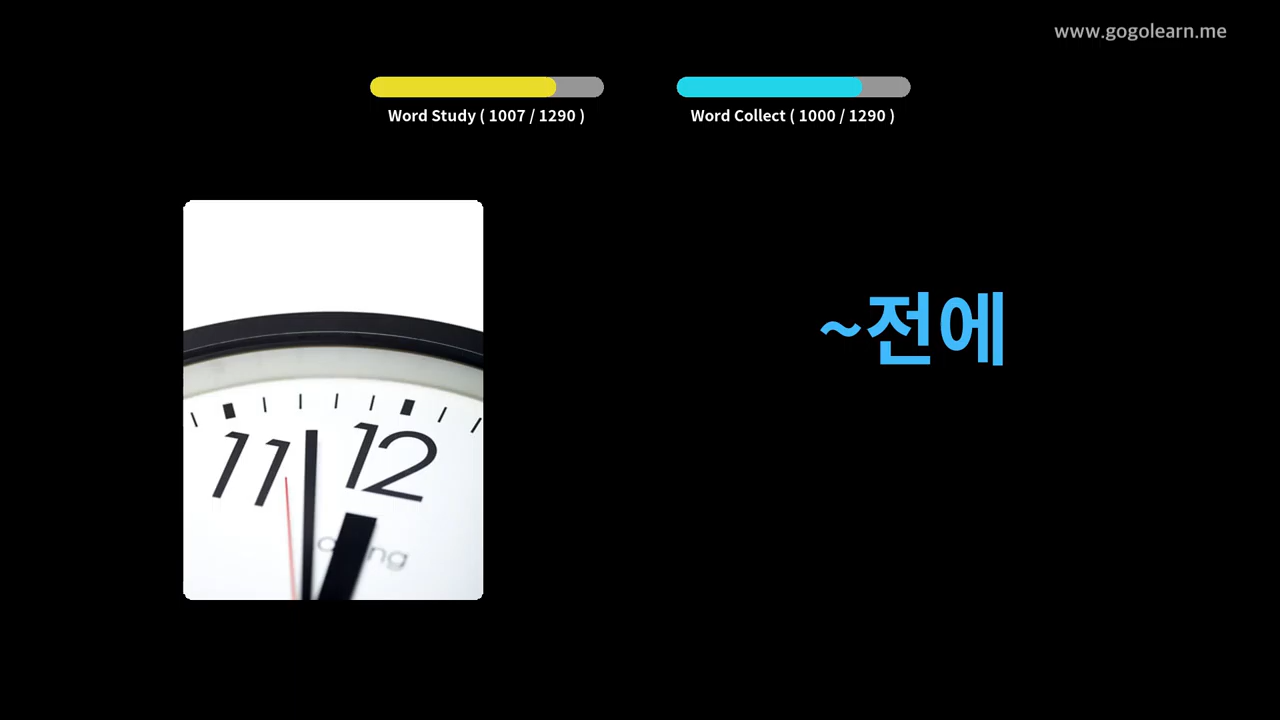 www.gogolearn.me
Word Study ( 1007 / 1290 )
Word Collect ( 1000 / 1290 )
~전에
11
12